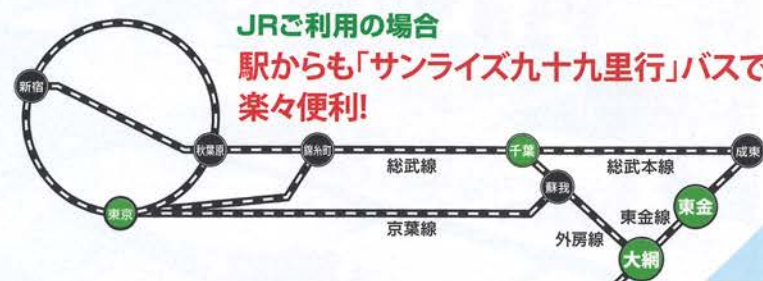 JRご利用の場合
駅からも「サンライズ九十九里行」バスで
楽々便利!
新宿
秋葉原
錦糸町
千葉
成東
総武線
総武本線
蘇我
東京
京葉線
東金線
東金
外房線
大網